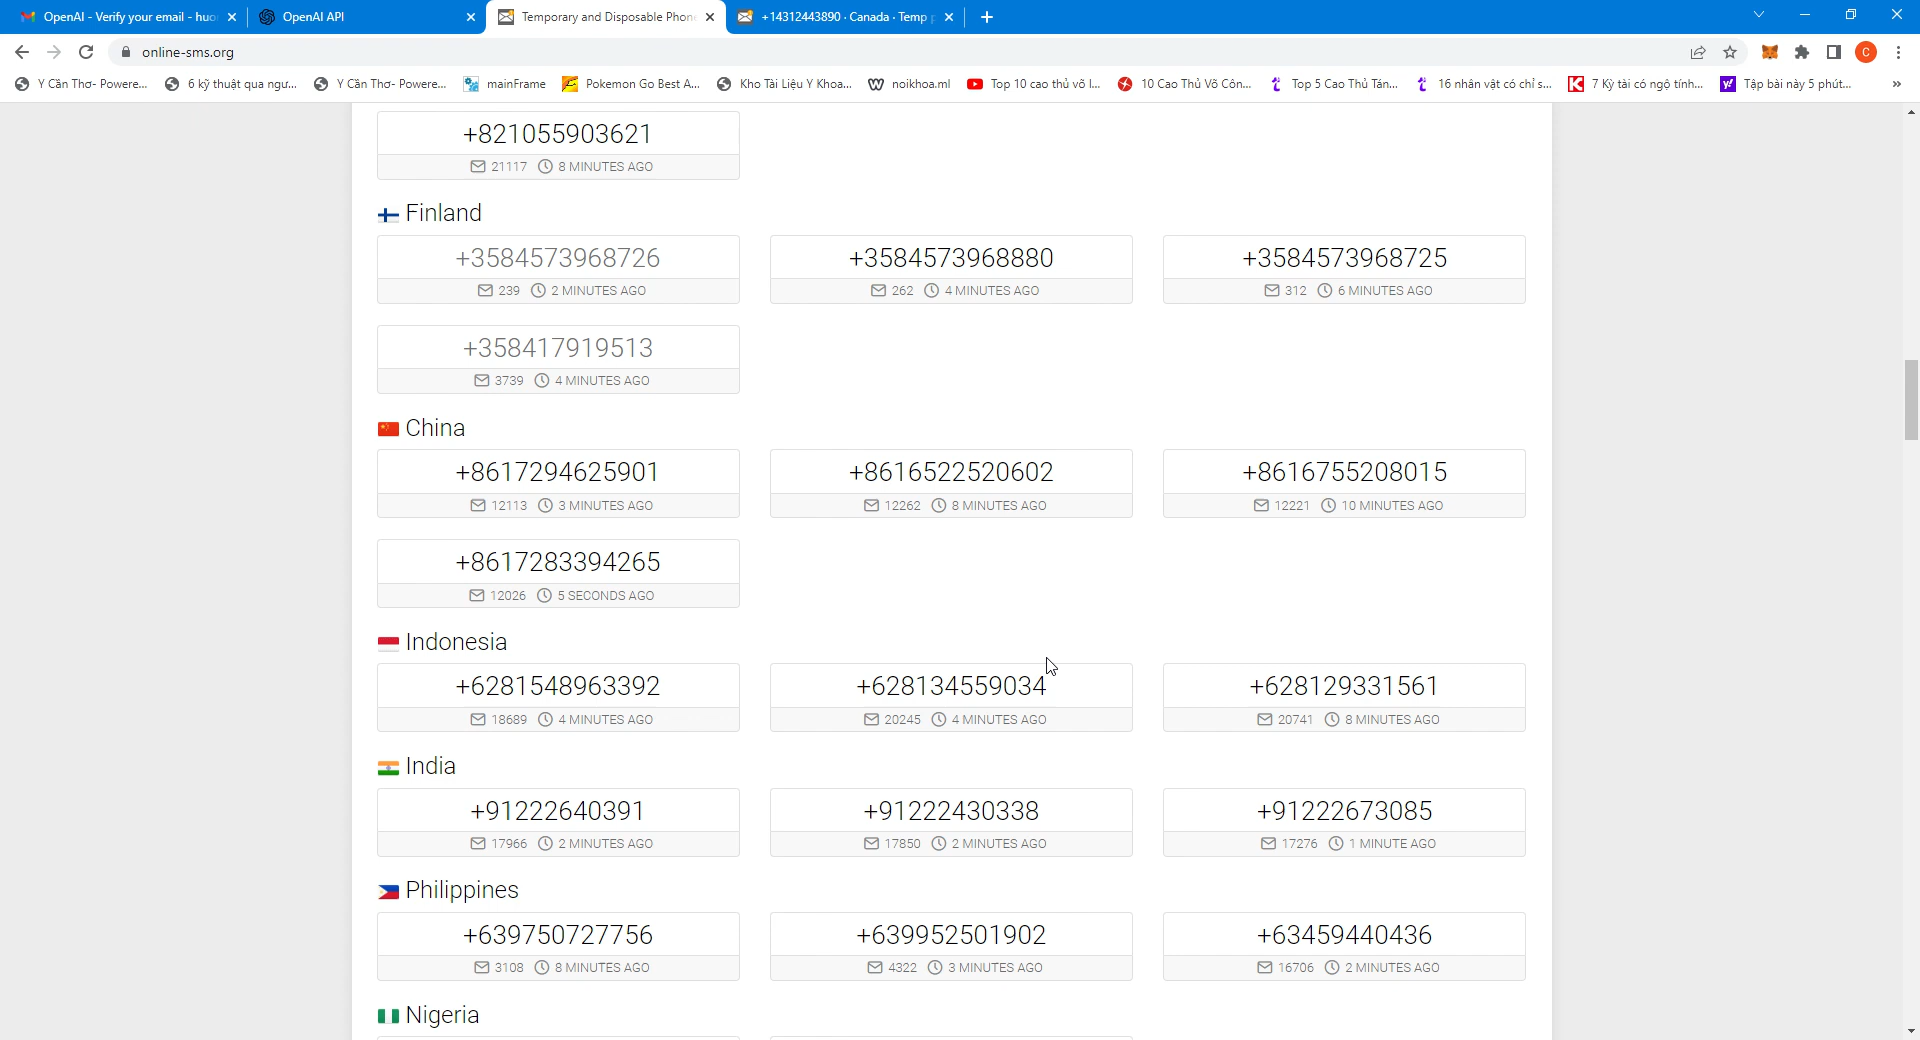 OpenAI - Verify your email - huo
OpenAI API
Temporary and Disposable Phon
+14312443890 · Canada · Temp p
online-sms.org
C
Y Cần Thơ- Powere...
6 kỹ thuật qua ngư...
Y Cần Thơ- Powere...
mainFrame
Pokemon Go Best A...
Kho Tài Liệu Y Khoa...
noikhoa.ml
Top 10 cao thủ võ l...
10 Cao Thủ Võ Côn...
Top 5 Cao Thủ Tán...
16 nhân vật có chỉ s...
7 Kỳ tài có ngộ tính...
Tập bài này 5 phút...
»
+821055903621
21117 8 MINUTES AGO
Finland
+3584573968726
239 2 MINUTES AGO
+3584573968880
262 4 MINUTES AGO
+3584573968725
312 6 MINUTES AGO
+358417919513
3739 4 MINUTES AGO
China
+8617294625901
12113 3 MINUTES AGO
+8616522520602
12262 8 MINUTES AGO
+8616755208015
12221 10 MINUTES AGO
+8617283394265
12026 5 SECONDS AGO
Indonesia
+6281548963392
18689 4 MINUTES AGO
+628134559034
20245 4 MINUTES AGO
+628129331561
20741 8 MINUTES AGO
India
+91222640391
17966 2 MINUTES AGO
+91222430338
17850 2 MINUTES AGO
+91222673085
17276 1 MINUTE AGO
Philippines
+639750727756
3108 8 MINUTES AGO
+639952501902
4322 3 MINUTES AGO
+63459440436
16706 2 MINUTES AGO
Nigeria